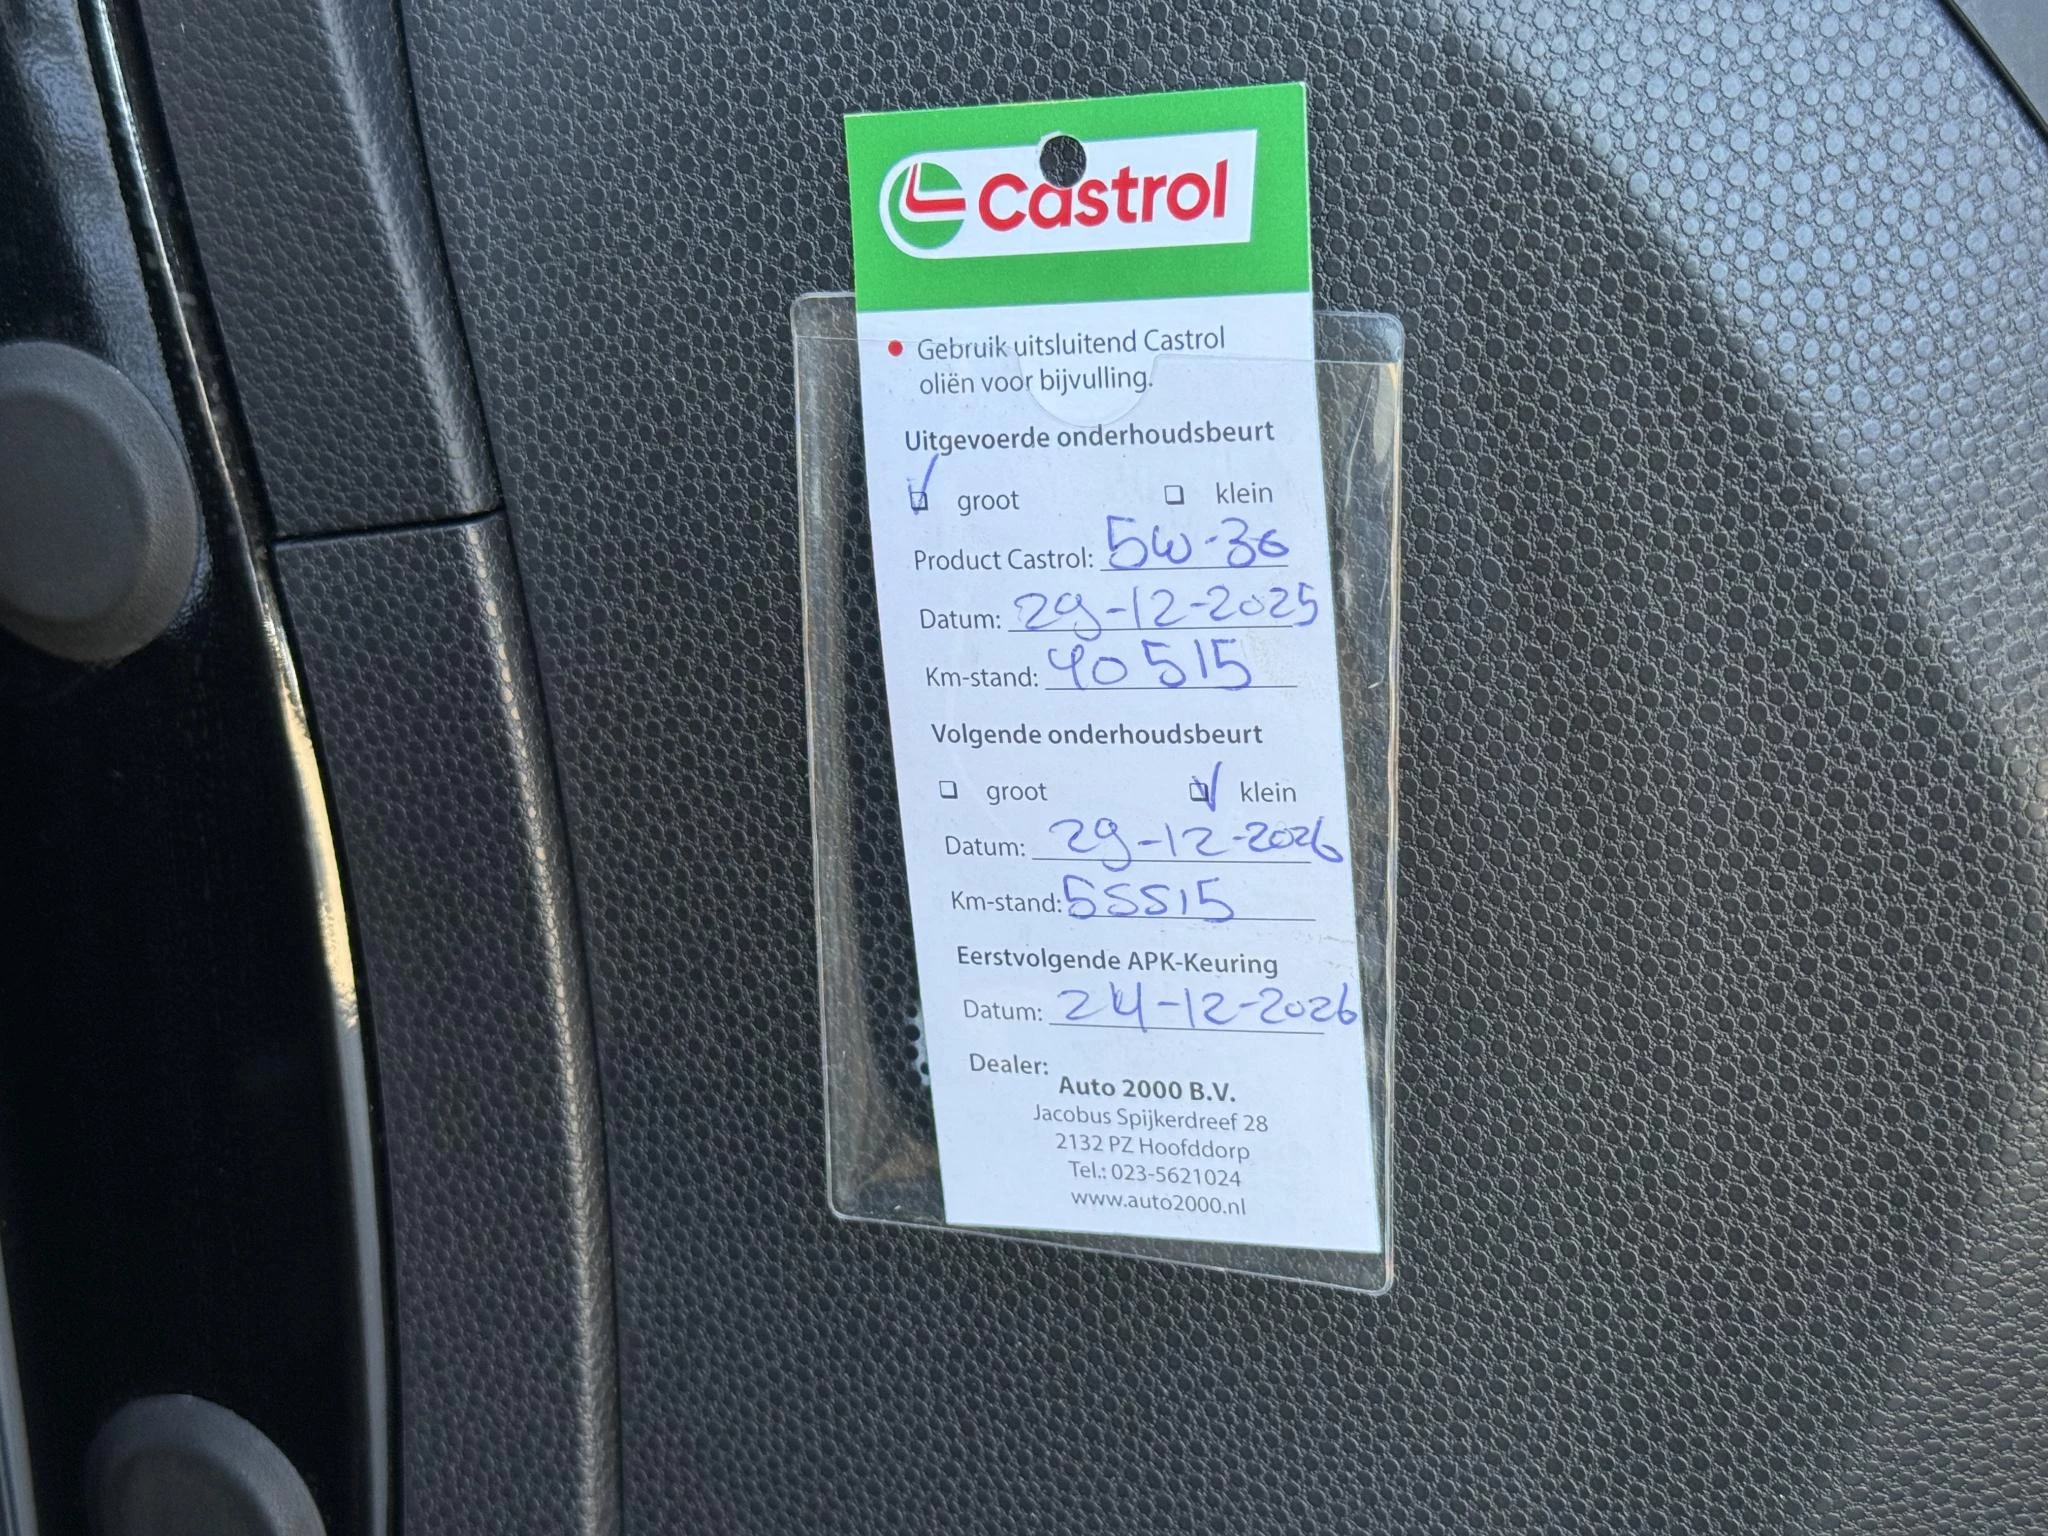 Castrol
Gebruik uitsluitend Castrol
oliën voor bijvulling.
Uitgevoerde onderhoudsbeurt
groot klein
Product Castrol: 5W-30
Datum: 29-12-2025
Km-stand: 40515
Volgende onderhoudsbeurt
groot klein
Datum: 29-12-2026
Km-stand: 55515
Eerstvolgende APK-Keuring
Datum: 24-12-2026
Dealer:
Auto 2000 B.V.
Jacobus Spijkerdreef 28
2132 PZ Hoofddorp
Tel.: 023-5621024
www.auto2000.nl